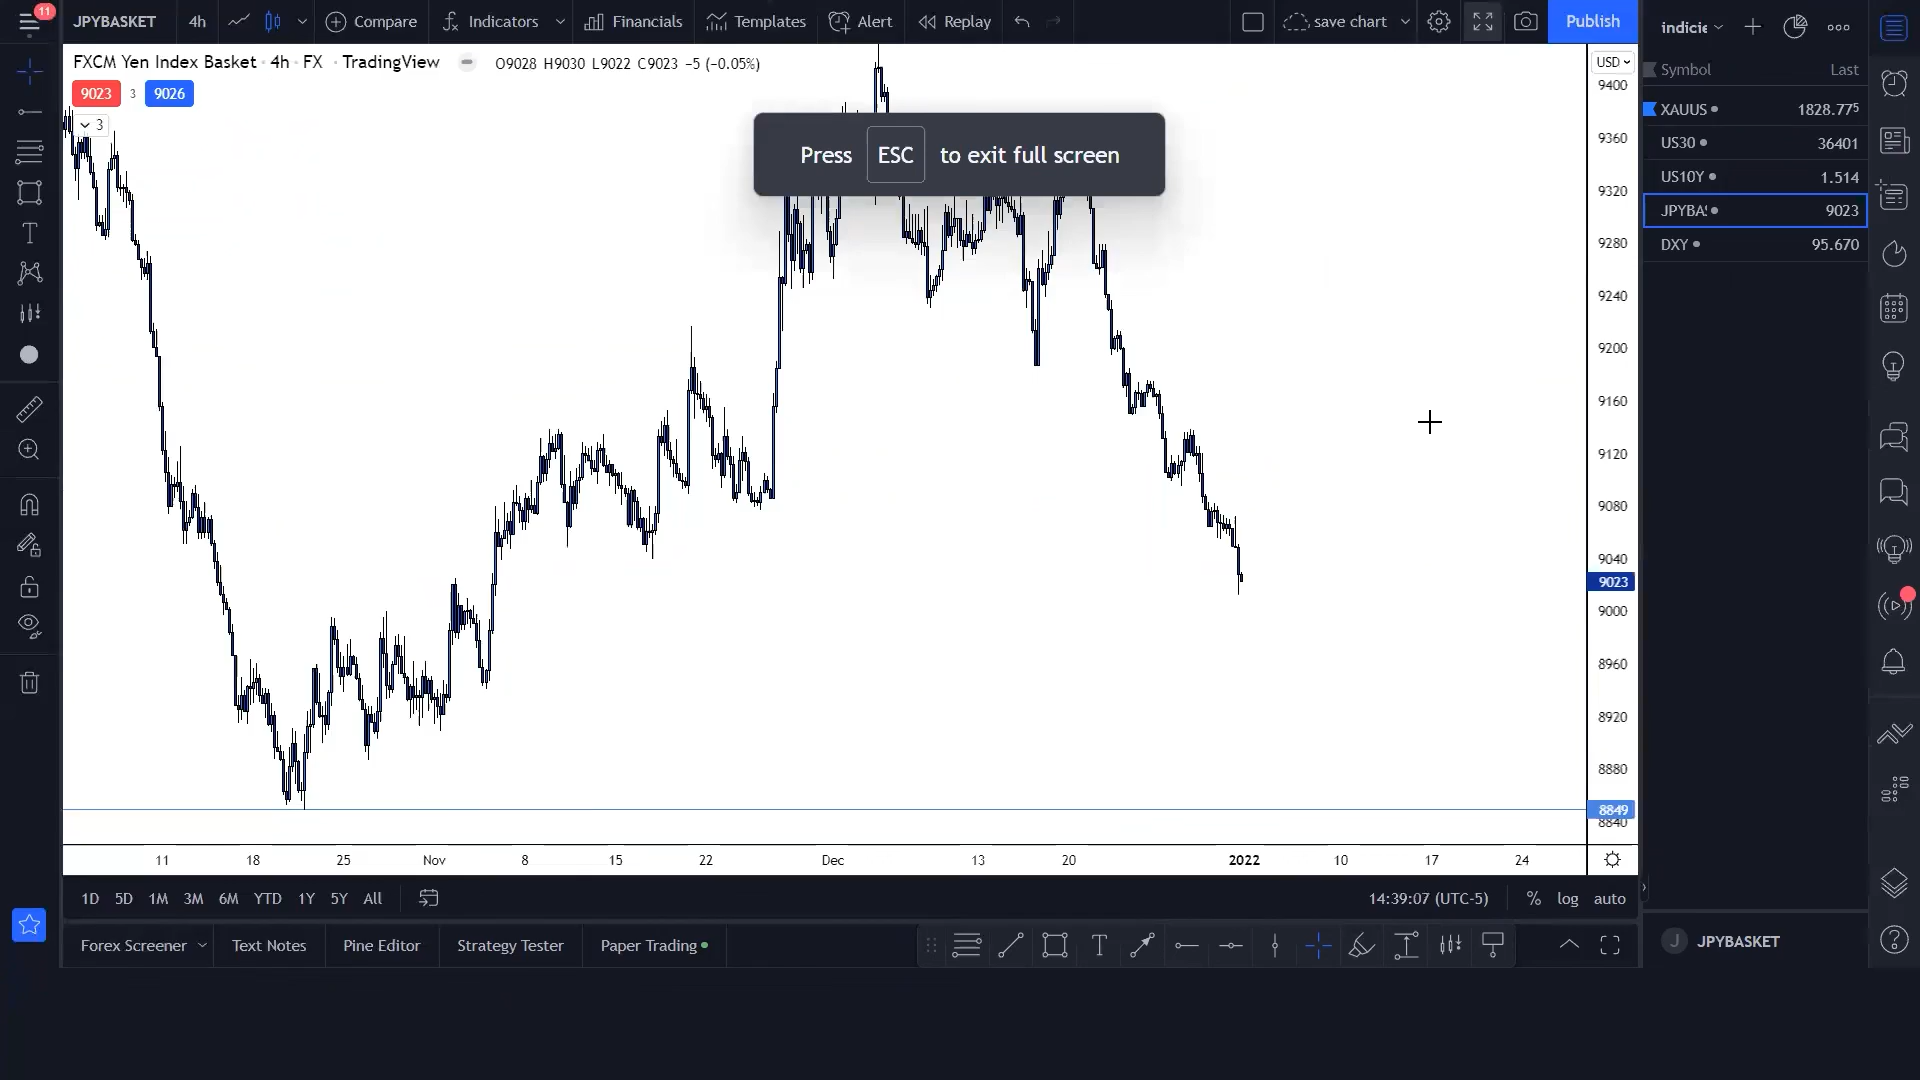 11
JPYBASKET 4h Compare Indicators Financials Templates Alert Replay save chart Publish
FXCM Yen Index Basket · 4h · FX · TradingView O9028 H9030 L9022 C9023 −5 (−0.05%)
9023 3 9026
3
Press ESC to exit full screen
USD
9400
9360
9320
9280
9240
9200
9160
9120
9080
9040
9023
9000
8960
8920
8880
8849
8840
11 18 25 Nov 8 15 22 Dec 13 20 2022 10 17 24
1D 5D 1M 3M 6M YTD 1Y 5Y All 14:39:07 (UTC-5) % log auto
Forex Screener Text Notes Pine Editor Strategy Tester Paper Trading
indicie
Symbol Last
XAUUS 1828.775
US30 36401
US10Y 1.514
JPYBA! 9023
DXY 95.670
J JPYBASKET